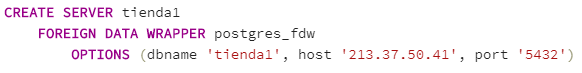 CREATE SERVER tienda1
FOREIGN DATA WRAPPER postgres_fdw
OPTIONS (dbname 'tienda1', host '213.37.50.41', port '5432')